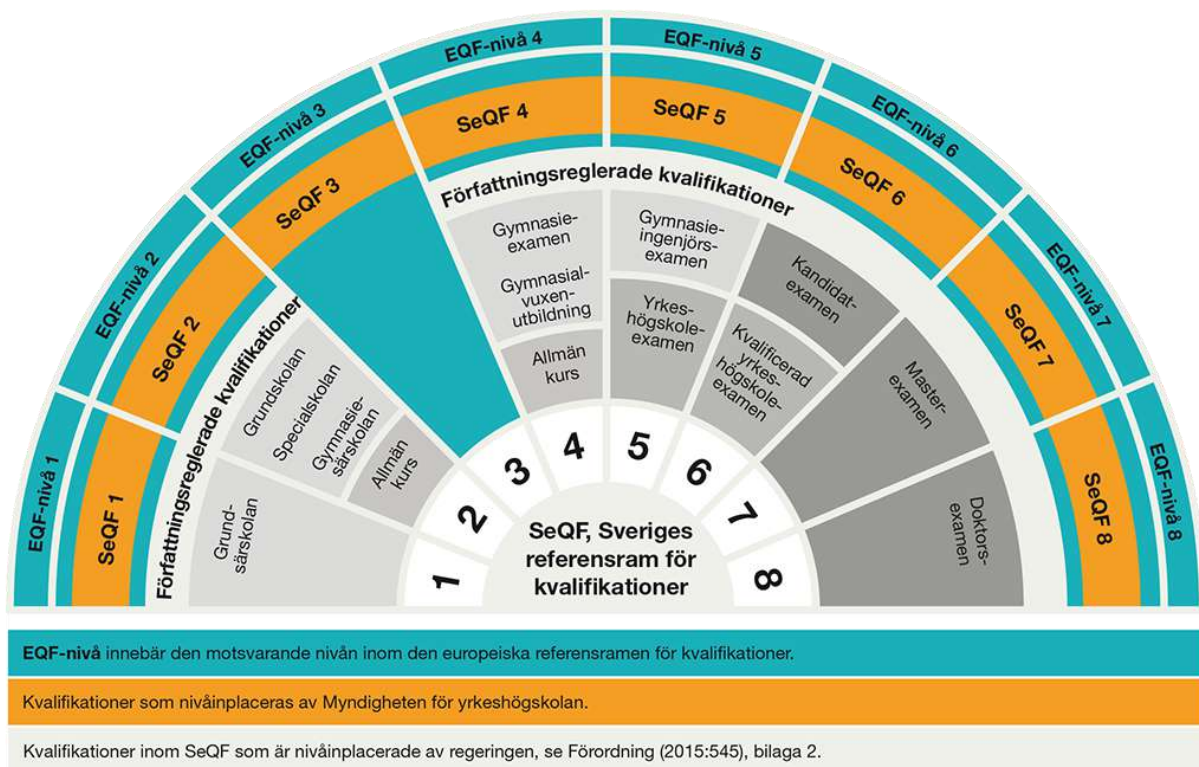 EQF-nivå 1
EQF-nivå 2
EQF-nivå 3
EQF-nivå 4
EQF-nivå 5
EQF-nivå 6
EQF-nivå 7
EQF-nivå 8
SeQF 1
SeQF 2
SeQF 3
SeQF 4
SeQF 5
SeQF 6
SeQF 7
SeQF 8
Författningsreglerade kvalifikationer
Författningsreglerade kvalifikationer
Grund-
särskolan
Grundskolan
Specialskolan
Gymnasie-
särskolan
Allmän
kurs
Gymnasie-
examen
Gymnasial-
vuxen-
utbildning
Allmän
kurs
Gymnasie-
ingenjörs-
examen
Yrkes-
högskole-
examen
Kandidat-
examen
Kvalificerad
yrkes-
högskole-
examen
Master-
examen
Doktors-
examen
1
2
3
4
5
6
7
8
SeQF, Sveriges
referensram för
kvalifikationer
EQF-nivå innebär den motsvarande nivån inom den europeiska referensramen för kvalifikationer.
Kvalifikationer som nivåinplaceras av Myndigheten för yrkeshögskolan.
Kvalifikationer inom SeQF som är nivåinplacerade av regeringen, se Förordning (2015:545), bilaga 2.